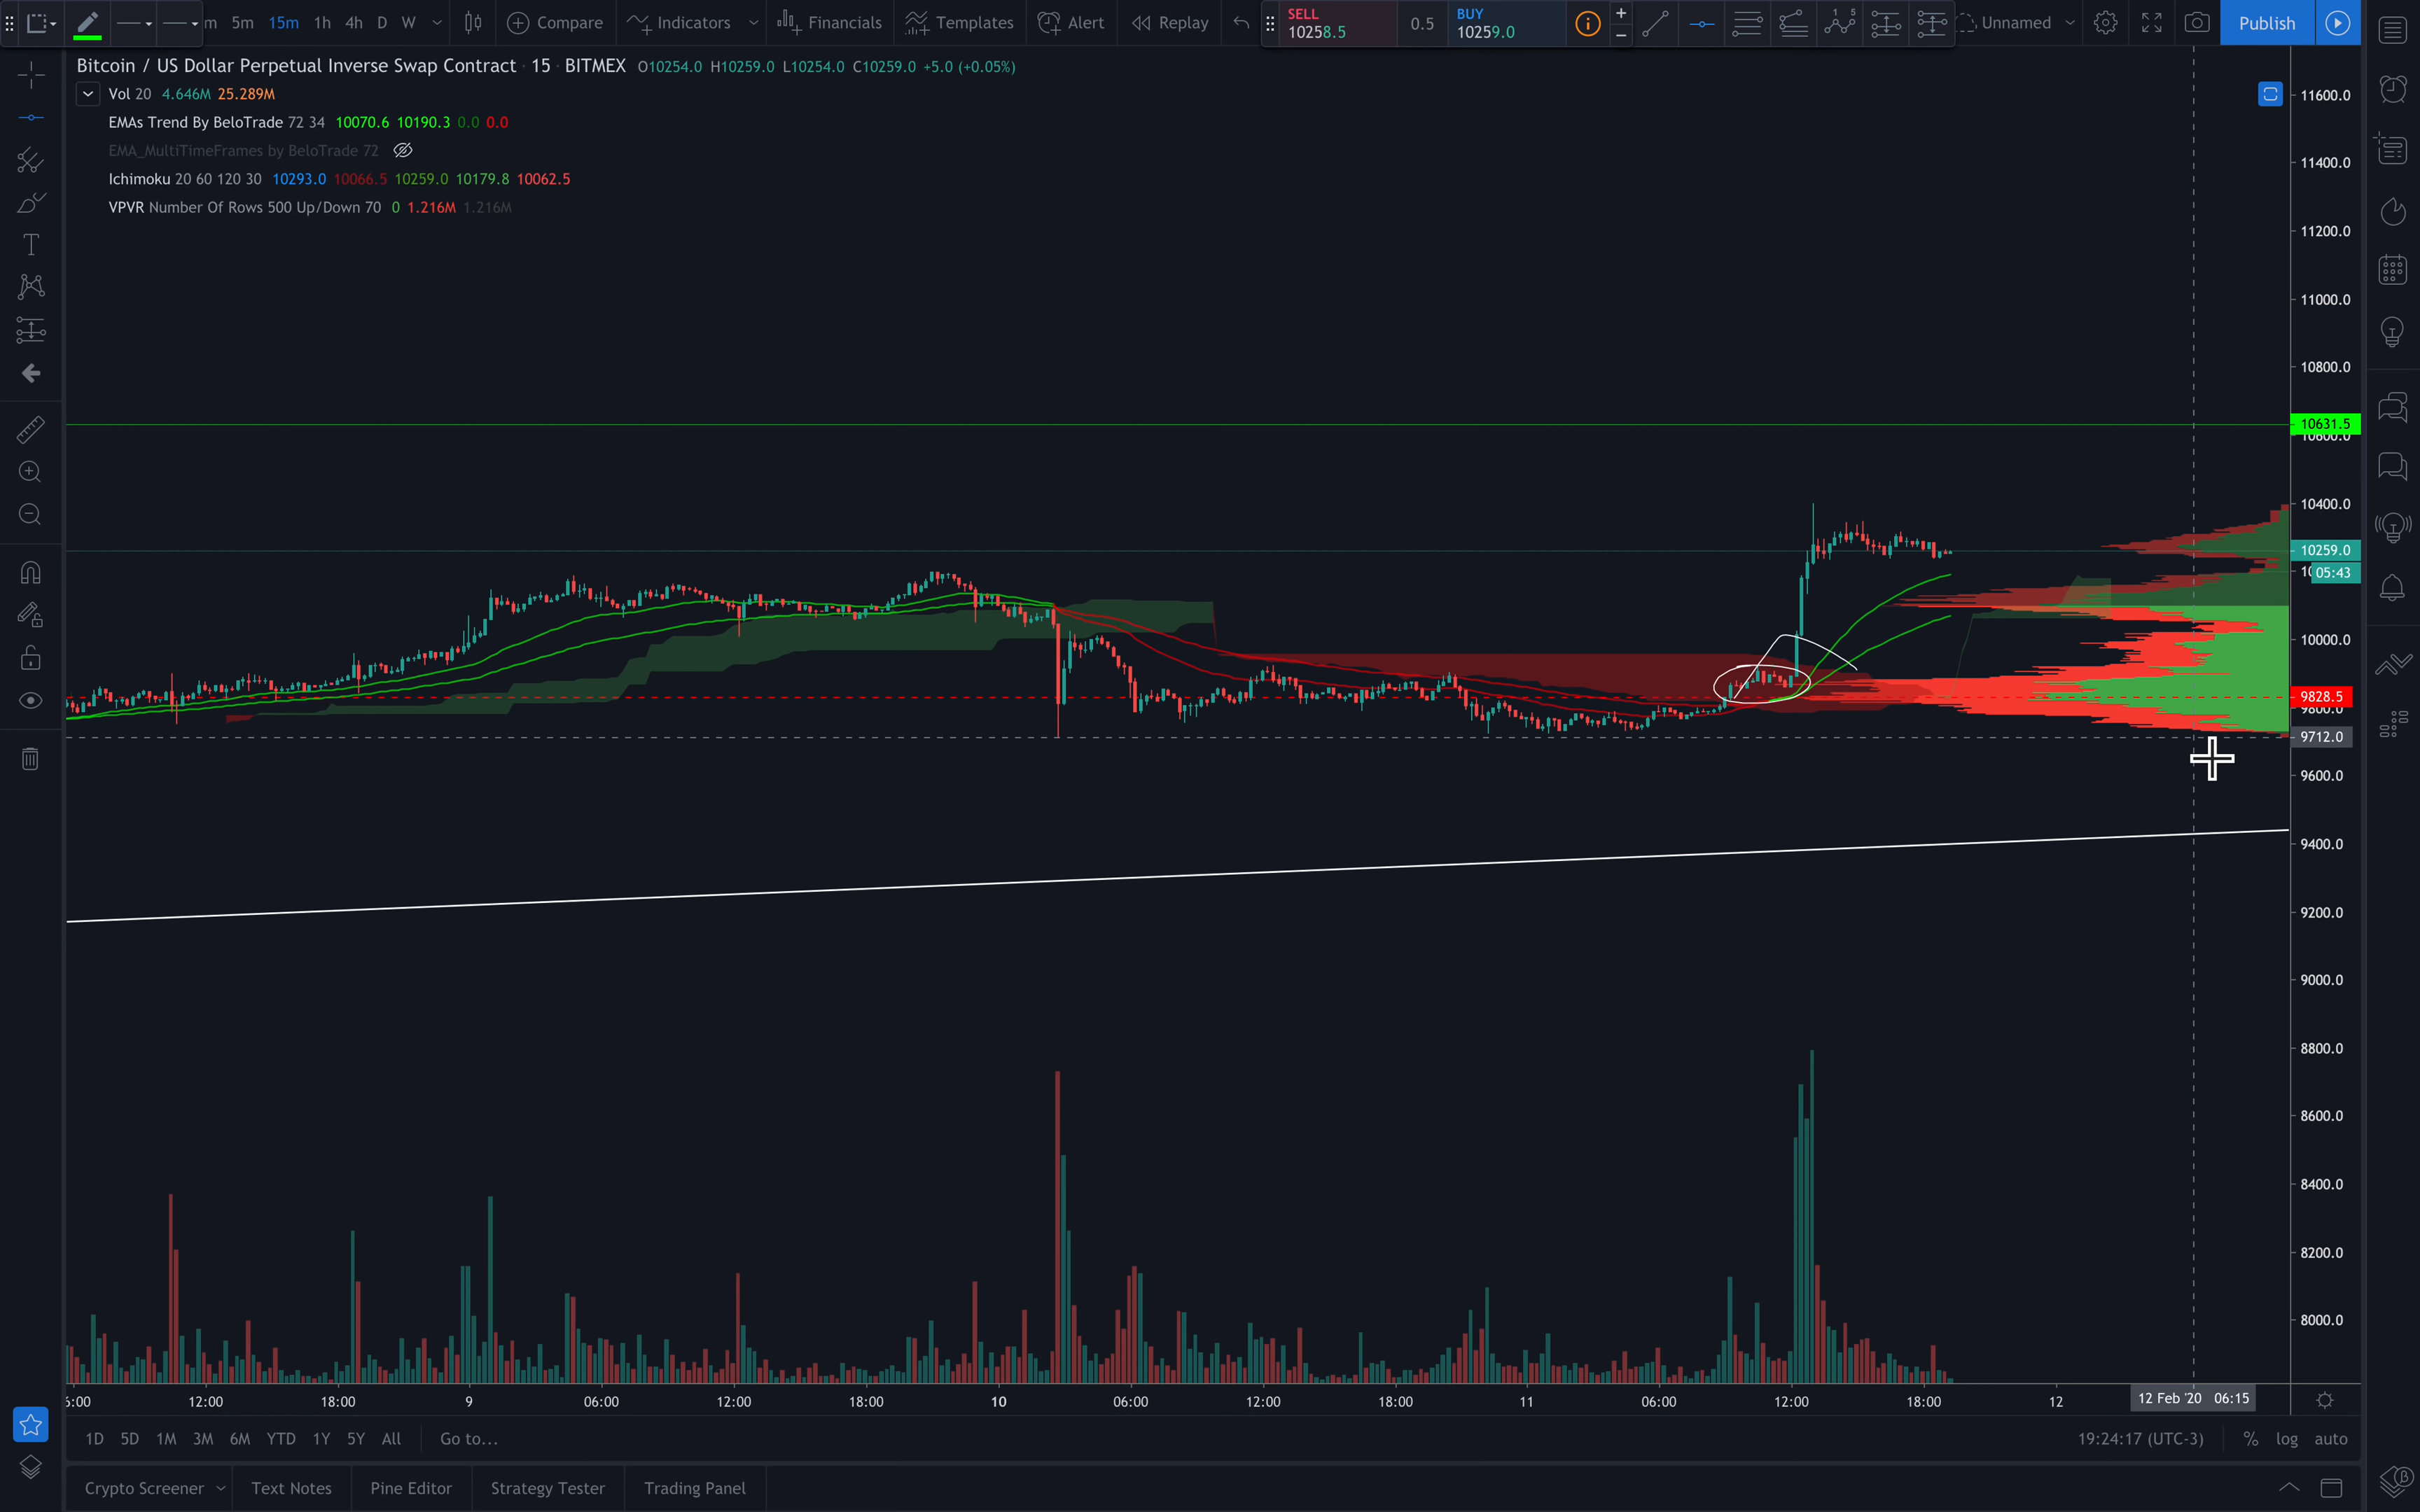 m 5m 15m 1h 4h D W Compare Indicators Financials Templates Alert Replay SELL 10258.5 0.5 BUY 10259.0 1 5 Unnamed Publish
Bitcoin / US Dollar Perpetual Inverse Swap Contract · 15 · BITMEX O10254.0 H10259.0 L10254.0 C10259.0 +5.0 (+0.05%)
Vol 20 4.646M 25.289M
EMAs Trend By BeloTrade 72 34 10070.6 10190.3 0.0 0.0
EMA_MultiTimeFrames by BeloTrade 72
Ichimoku 20 60 120 30 10293.0 10066.5 10259.0 10179.8 10062.5
VPVR Number Of Rows 500 Up/Down 70 0 1.216M 1.216M
11600.0
11400.0
11200.0
11000.0
10800.0
10631.5
10600.0
10400.0
10259.0
05:43
10000.0
9828.5
9800.0
9712.0
9600.0
9400.0
9200.0
9000.0
8800.0
8600.0
8400.0
8200.0
8000.0
12:00 18:00 9 06:00 12:00 18:00 10 06:00 12:00 18:00 11 06:00 12:00 18:00 12 12 Feb '20 06:15
1D 5D 1M 3M 6M YTD 1Y 5Y All Go to... 19:24:17 (UTC-3) % log auto
Crypto Screener Text Notes Pine Editor Strategy Tester Trading Panel